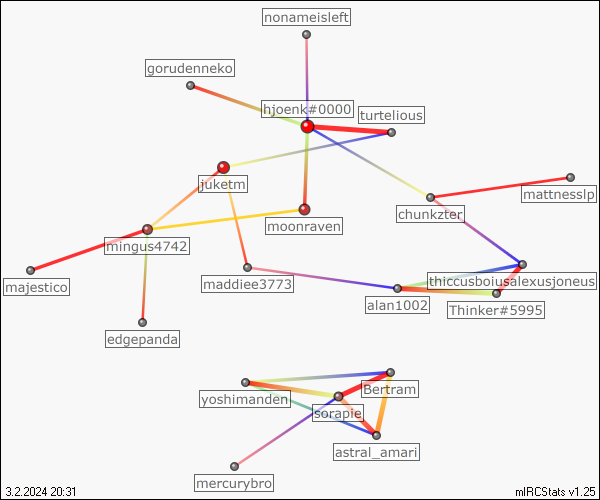 nonameisleft
gorudenneko
hjoenk#0000
turtelious
juketm
mattnesslp
chunkzter
moonraven
mingus4742
majestico
maddiee3773
thiccusboiusalexusjoneus
alan1002
Thinker#5995
edgepanda
Bertram
yoshimanden
sorapie
astral_amari
mercurybro
3.2.2024 20:31
mIRCStats v1.25